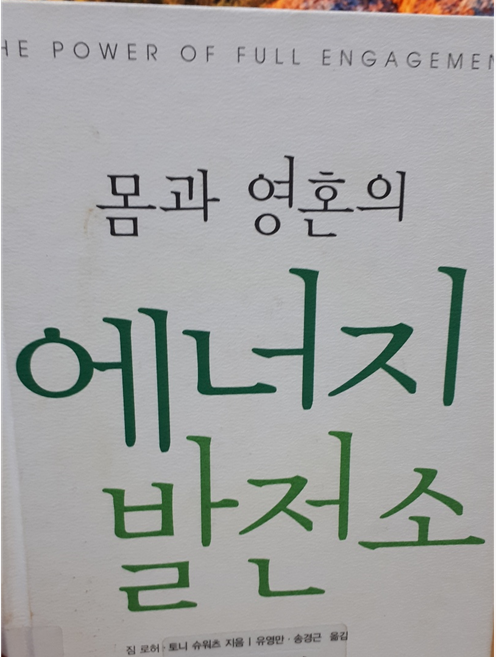 THE POWER OF FULL ENGAGEMEN
몸과 영혼의
에너지
발전소
짐 로허 · 토니 슈워츠 지음 | 유영만 · 송경근 옮김